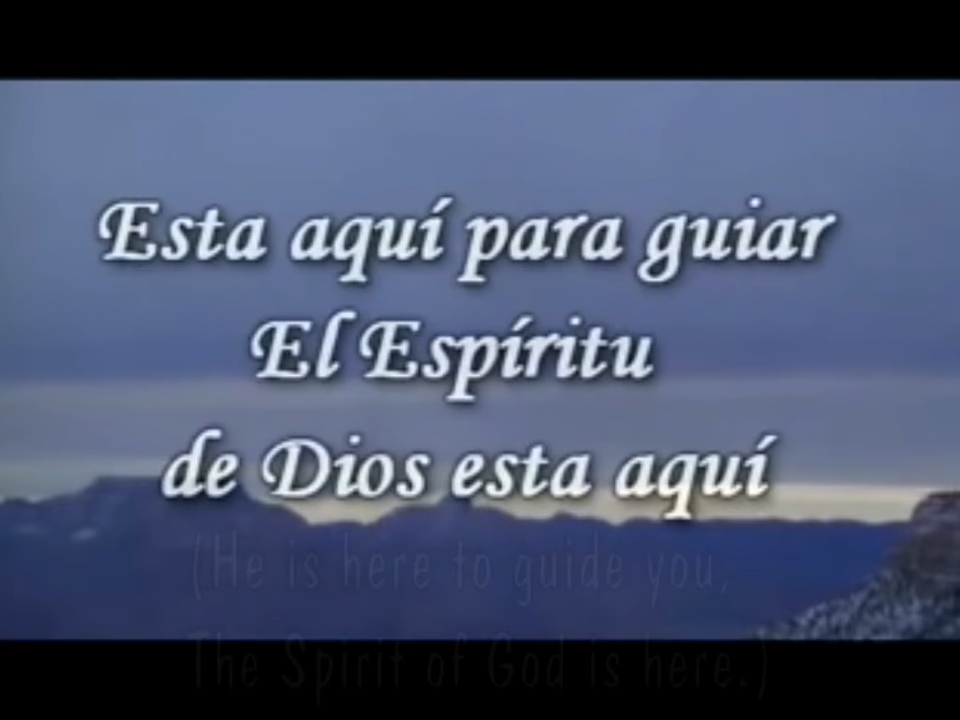 Esta aquí para guiar
El Espíritu
de Dios esta aquí
(He is here to guide you,
The Spirit of God is here.)